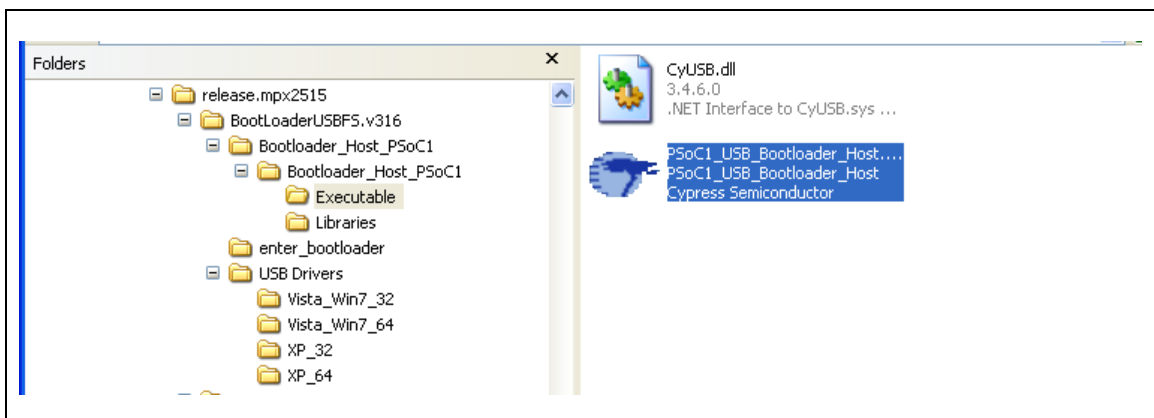 Folders
release.mpx2515
BootLoaderUSBFS.v316
Bootloader_Host_PSoC1
Bootloader_Host_PSoC1
Executable
Libraries
enter_bootloader
USB Drivers
Vista_Win7_32
Vista_Win7_64
XP_32
XP_64
CyUSB.dll
3.4.6.0
.NET Interface to CyUSB.sys ...
PSoC1_USB_Bootloader_Host....
PSoC1_USB_Bootloader_Host
Cypress Semiconductor